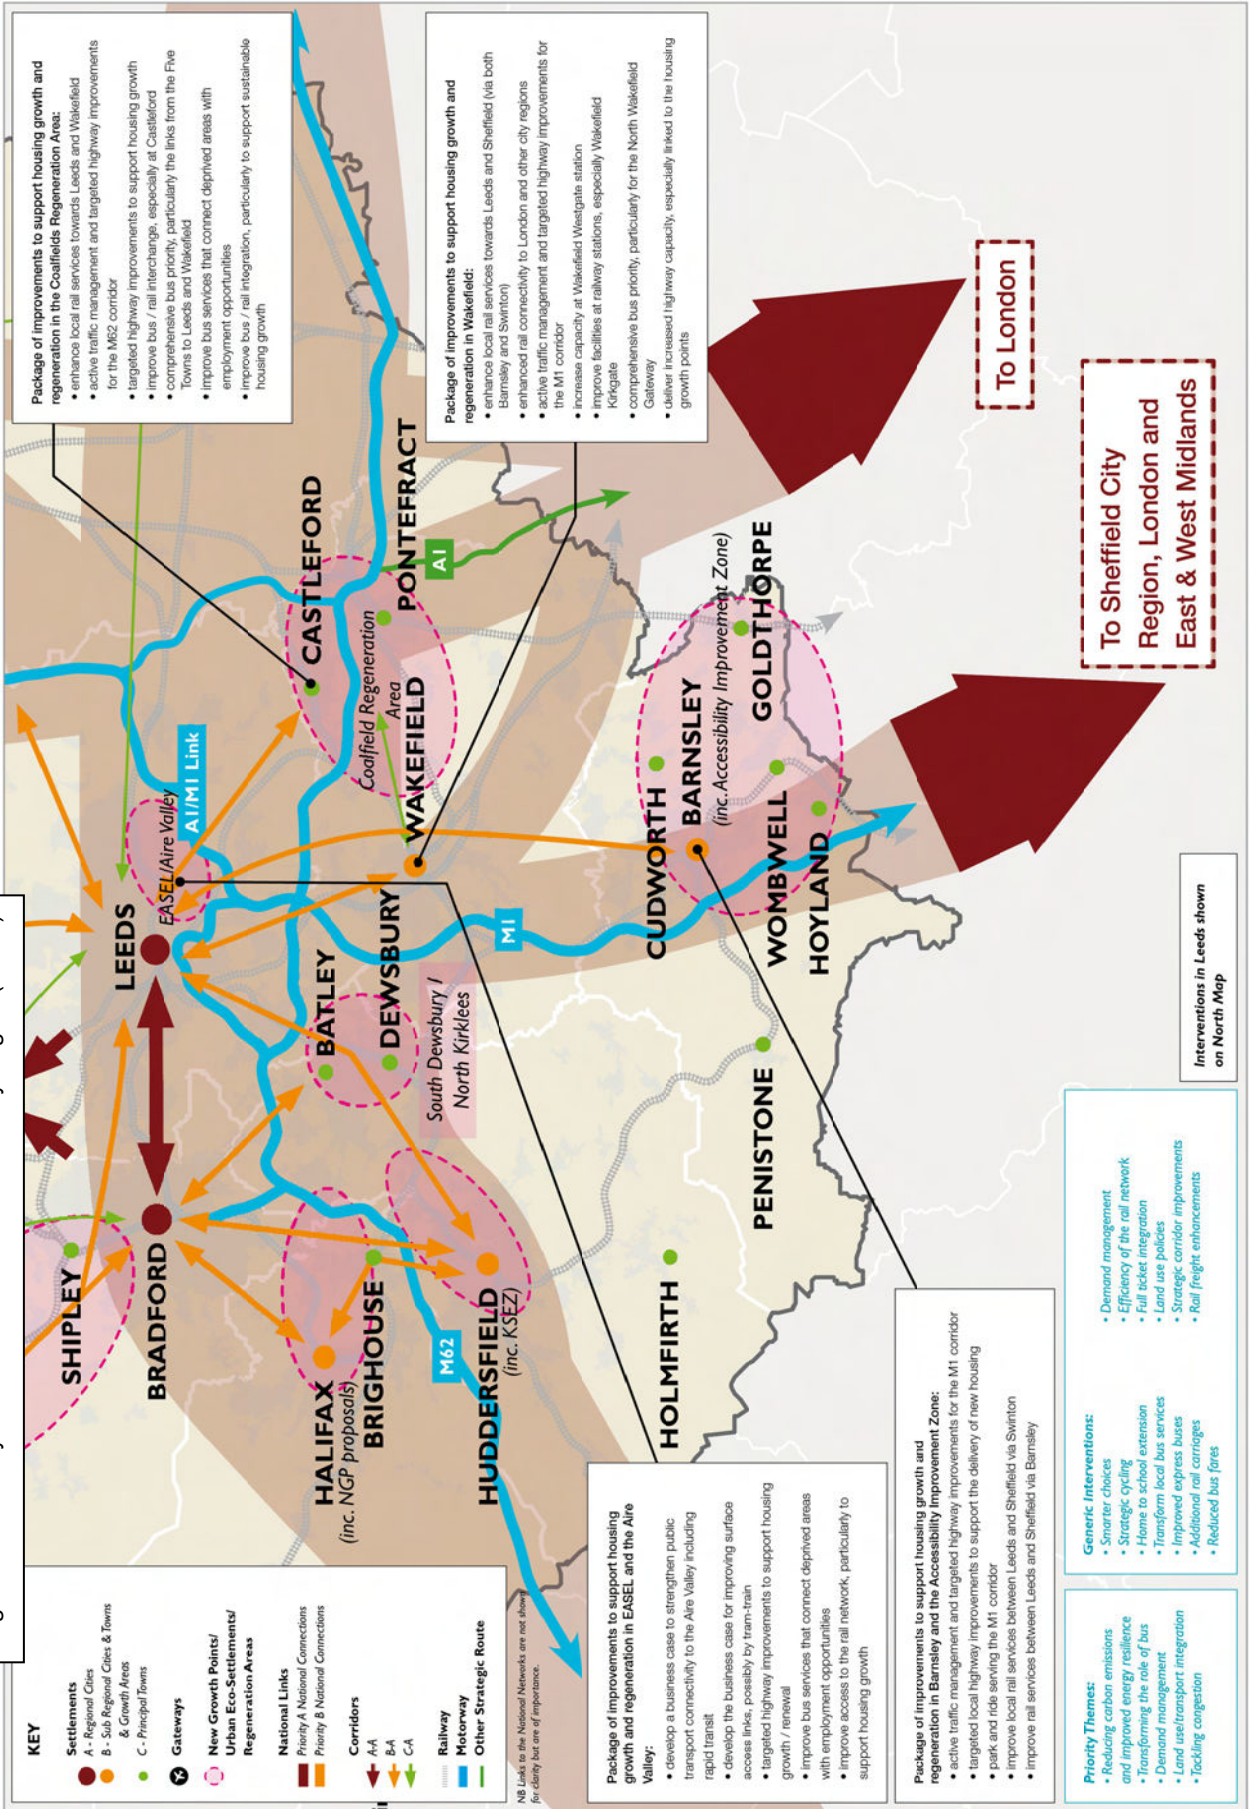 KEY
Settlements
A - Regional Cities
B - Sub Regional Cities & Towns
& Growth Areas
C - Principal Towns
Gateways
New Growth Points/
Urban Eco-Settlements/
Regeneration Areas
National Links
Priority A National Connections
Priority B National Connections
Corridors
A-A
B-A
C-A
Railway
Motorway
Other Strategic Route
NB Links to the National Networks are not shown
for clarity but are of importance.
SHIPLEY
BRADFORD
LEEDS
EASEL/Aire Valley
A1/M1 Link
HALIFAX
(inc. NGP proposals)
BRIGHOUSE
BATLEY
DEWSBURY
South Dewsbury /
North Kirklees
CASTLEFORD
Coalfield Regeneration
Area
PONTEFRACT
WAKEFIELD
A1
M62
M1
HUDDERSFIELD
(inc. KSEZ)
HOLMFIRTH
PENISTONE
CUDWORTH
BARNSLEY
(inc. Accessibility Improvement Zone)
GOLDTHORPE
WOMBWELL
HOYLAND
To London
To Sheffield City
Region, London and
East & West Midlands
Package of improvements to support housing growth and
regeneration in the Coalfields Regeneration Area:
• enhance local rail services towards Leeds and Wakefield
• active traffic management and targeted highway improvements
for the M62 corridor
• targeted highway improvements to support housing growth
• improve bus / rail interchange, especially at Castleford
• comprehensive bus priority, particularly the links from the Five
Towns to Leeds and Wakefield
• improve bus services that connect deprived areas with
employment opportunities
• improve bus / rail integration, particularly to support sustainable
housing growth
Package of improvements to support housing growth and
regeneration in Wakefield:
• enhance local rail services towards Leeds and Sheffield (via both
Barnsley and Swinton)
• enhanced rail connectivity to London and other city regions
• active traffic management and targeted highway improvements for
the M1 corridor
• increase capacity at Wakefield Westgate station
• improve facilities at railway stations, especially Wakefield
Kirkgate
• comprehensive bus priority, particularly for the North Wakefield
Gateway
• deliver increased highway capacity, especially linked to the housing
growth points
Package of improvements to support housing
growth and regeneration in EASEL and the Aire
Valley:
• develop a business case to strengthen public
transport connectivity to the Aire Valley including
rapid transit
• develop the business case for improving surface
access links, possibly by tram-train
• targeted highway improvements to support housing
growth / renewal
• improve bus services that connect deprived areas
with employment opportunities
• improve access to the rail network, particularly to
support housing growth
Package of improvements to support housing growth and
regeneration in Barnsley and the Accessibility Improvement Zone:
• active traffic management and targeted highway improvements for the M1 corridor
• targeted local highway improvements to support the delivery of new housing
• park and ride serving the M1 corridor
• improve local rail services between Leeds and Sheffield via Swinton
• improve rail services between Leeds and Sheffield via Barnsley
Priority Themes:
• Reducing carbon emissions
and improved energy resilience
• Transforming the role of bus
• Demand management
• Land use/transport integration
• Tackling congestion
Generic Interventions:
• Smarter choices
• Strategic cycling
• Home to school extension
• Transform local bus services
• Improved express buses
• Additional rail carriages
• Reduced bus fares
• Demand management
• Efficiency of the rail network
• Full ticket integration
• Land use policies
• Strategic corridor improvements
• Rail freight enhancements
Interventions in Leeds shown
on North Map